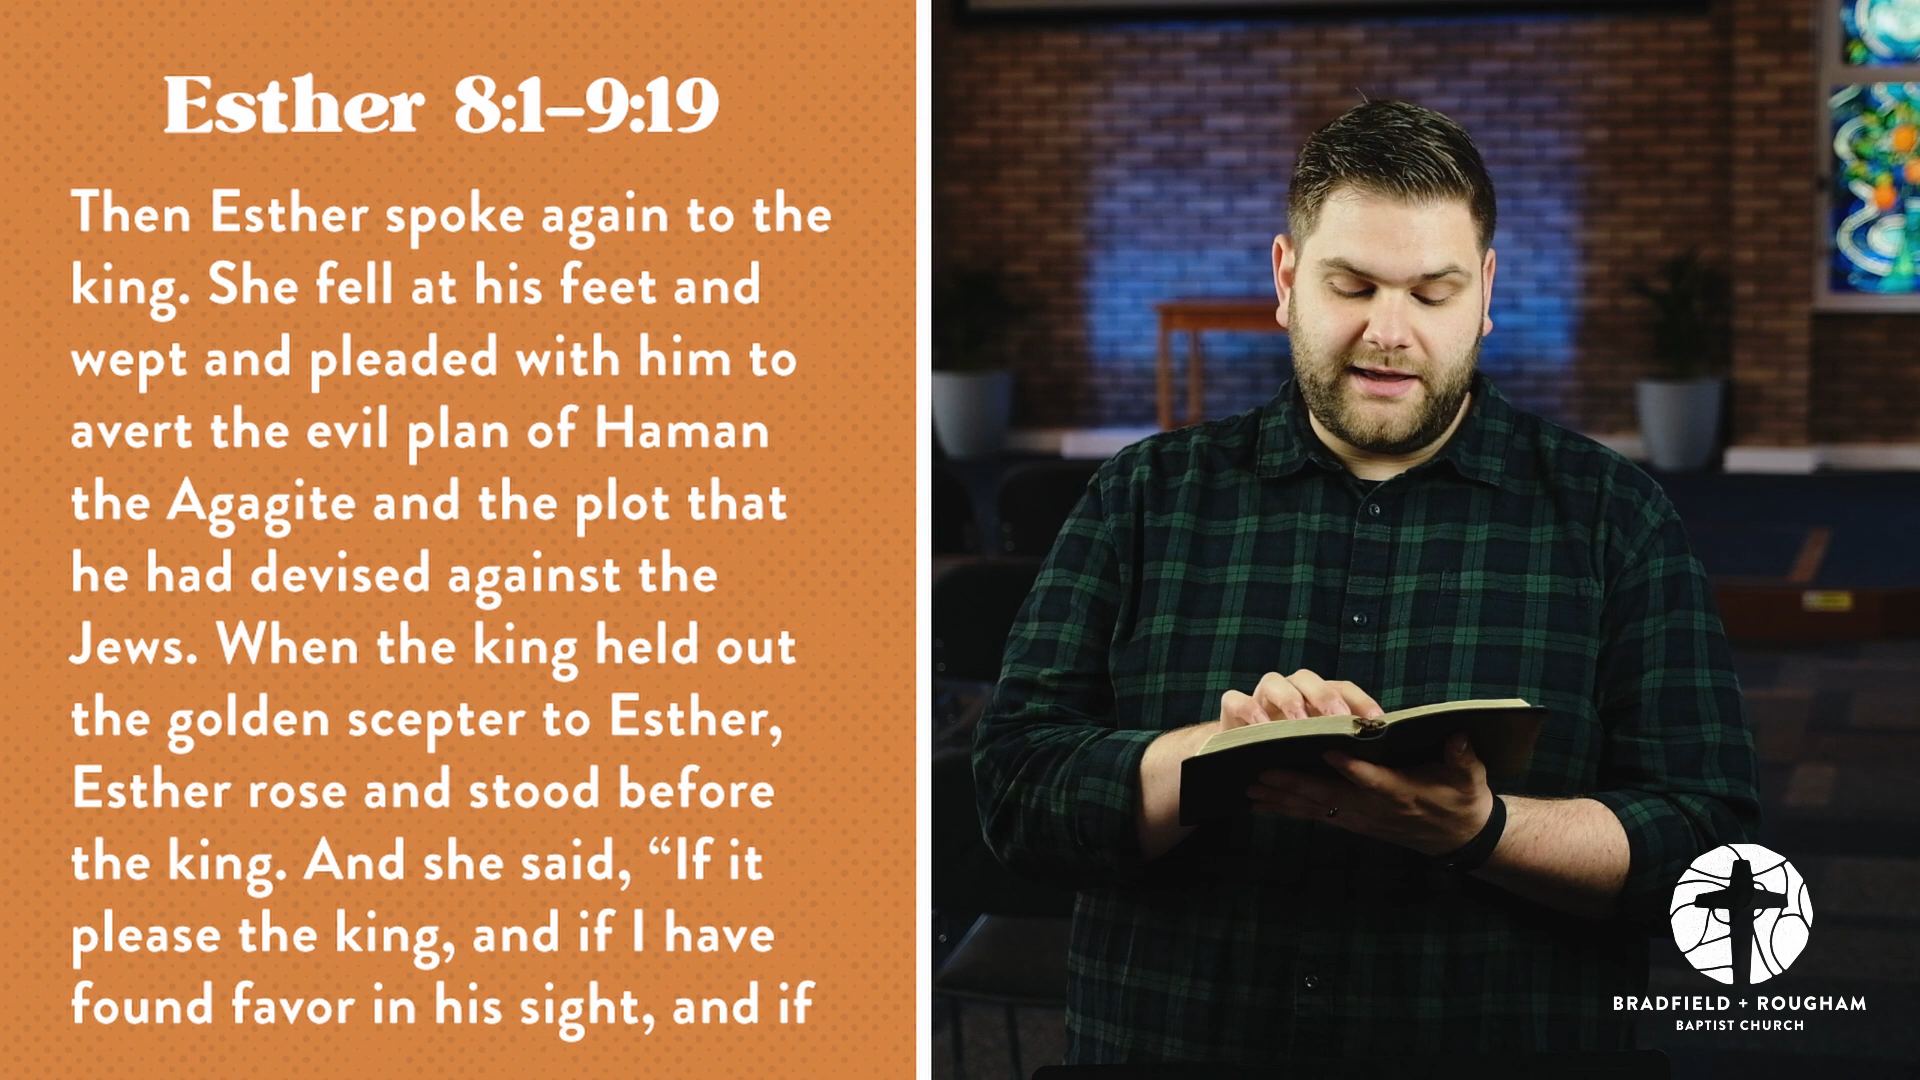 Esther 8:1–9:19
Then Esther spoke again to the
king. She fell at his feet and
wept and pleaded with him to
avert the evil plan of Haman
the Agagite and the plot that
he had devised against the
Jews. When the king held out
the golden scepter to Esther,
Esther rose and stood before
the king. And she said, “If it
please the king, and if I have
found favor in his sight, and if
BRADFIELD + ROUGHAM
BAPTIST CHURCH